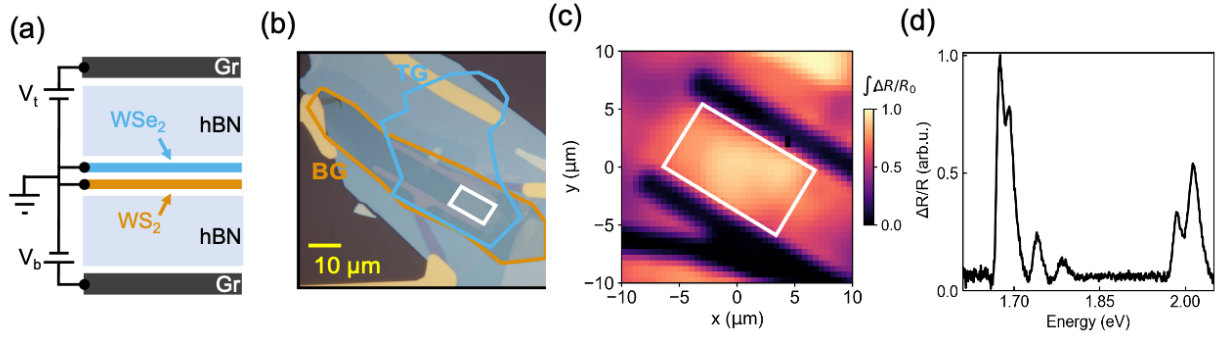 (a)
Gr
Vt
hBN
WSe2
WS2
hBN
Vb
Gr
(b)
TG
BG
10 µm
(c)
10
5
0
−5
−10
y (µm)
−10 −5 0 5 10
x (µm)
∫ΔR/R0
1.0
0.8
0.6
0.4
0.2
0.0
(d)
1.0
0.5
0.0
ΔR/R (arb.u.)
1.70 1.85 2.00
Energy (eV)